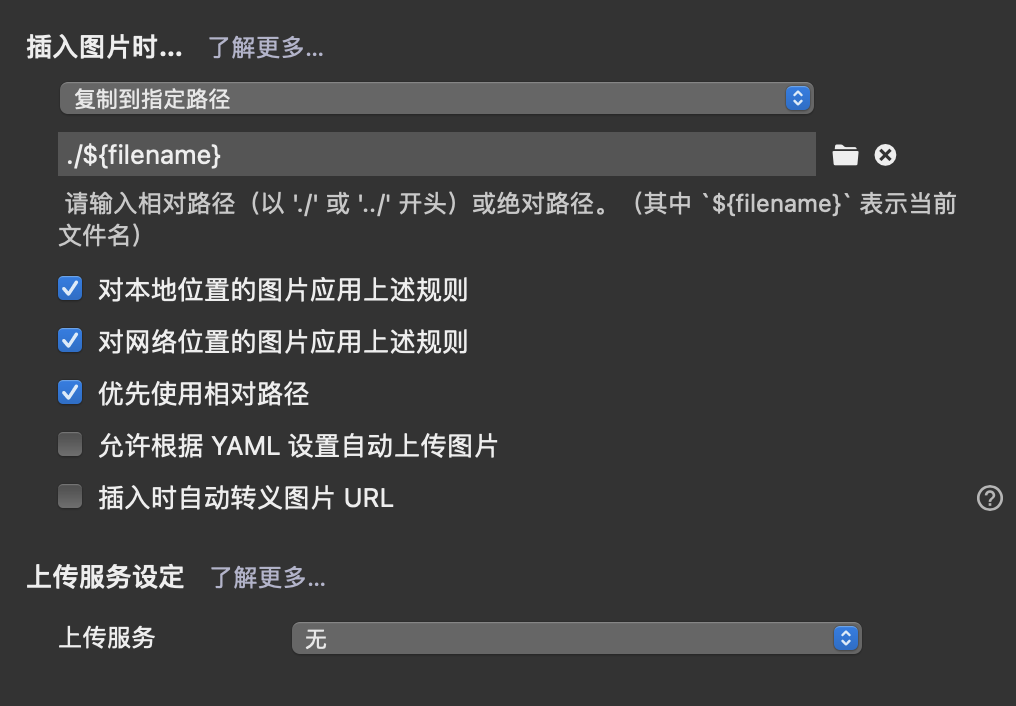 插入图片时... 了解更多...
复制到指定路径
./${filename}
请输入相对路径（以 './' 或 '../' 开头）或绝对路径。（其中 `${filename}` 表示当前
文件名）
对本地位置的图片应用上述规则
对网络位置的图片应用上述规则
优先使用相对路径
允许根据 YAML 设置自动上传图片
插入时自动转义图片 URL
上传服务设定 了解更多...
上传服务 无